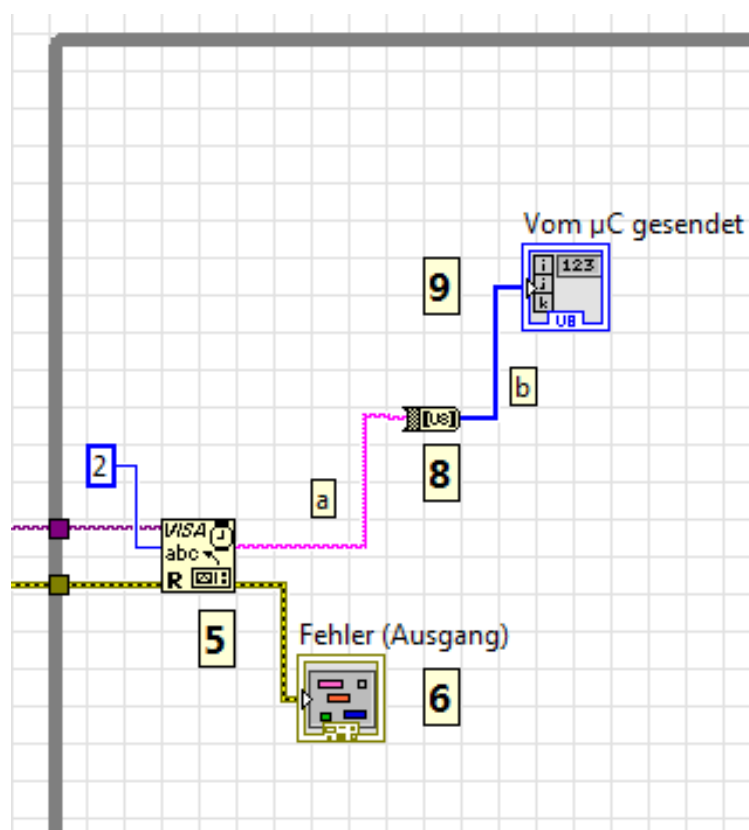 Vom µC gesendet
i 123
j
k
U8
9
b
[U8]
8
2
a
VISA
abc
R
5
Fehler (Ausgang)
6